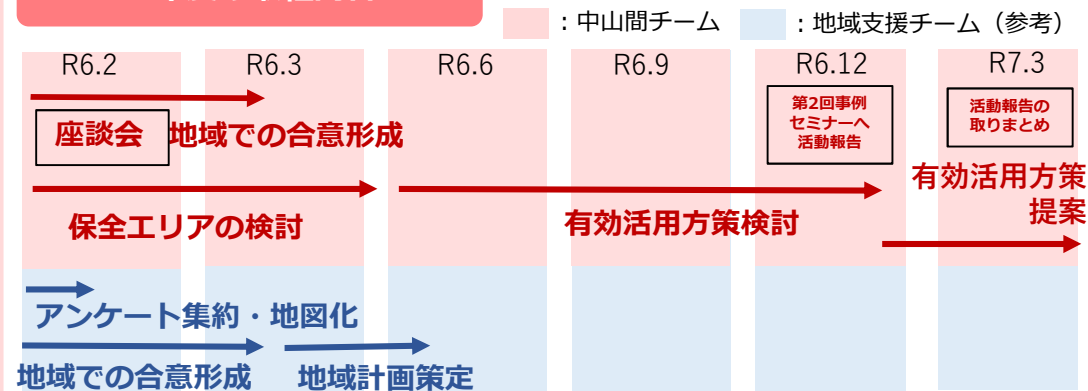 ：中山間チーム　：地域支援チーム（参考）
R6.2　R6.3　R6.6　R6.9　R6.12　R7.3
座談会　地域での合意形成
第2回事例
セミナーへ
活動報告
活動報告の
取りまとめ
保全エリアの検討
有効活用方策検討
有効活用方策
提案
アンケート集約・地図化
地域での合意形成　地域計画策定